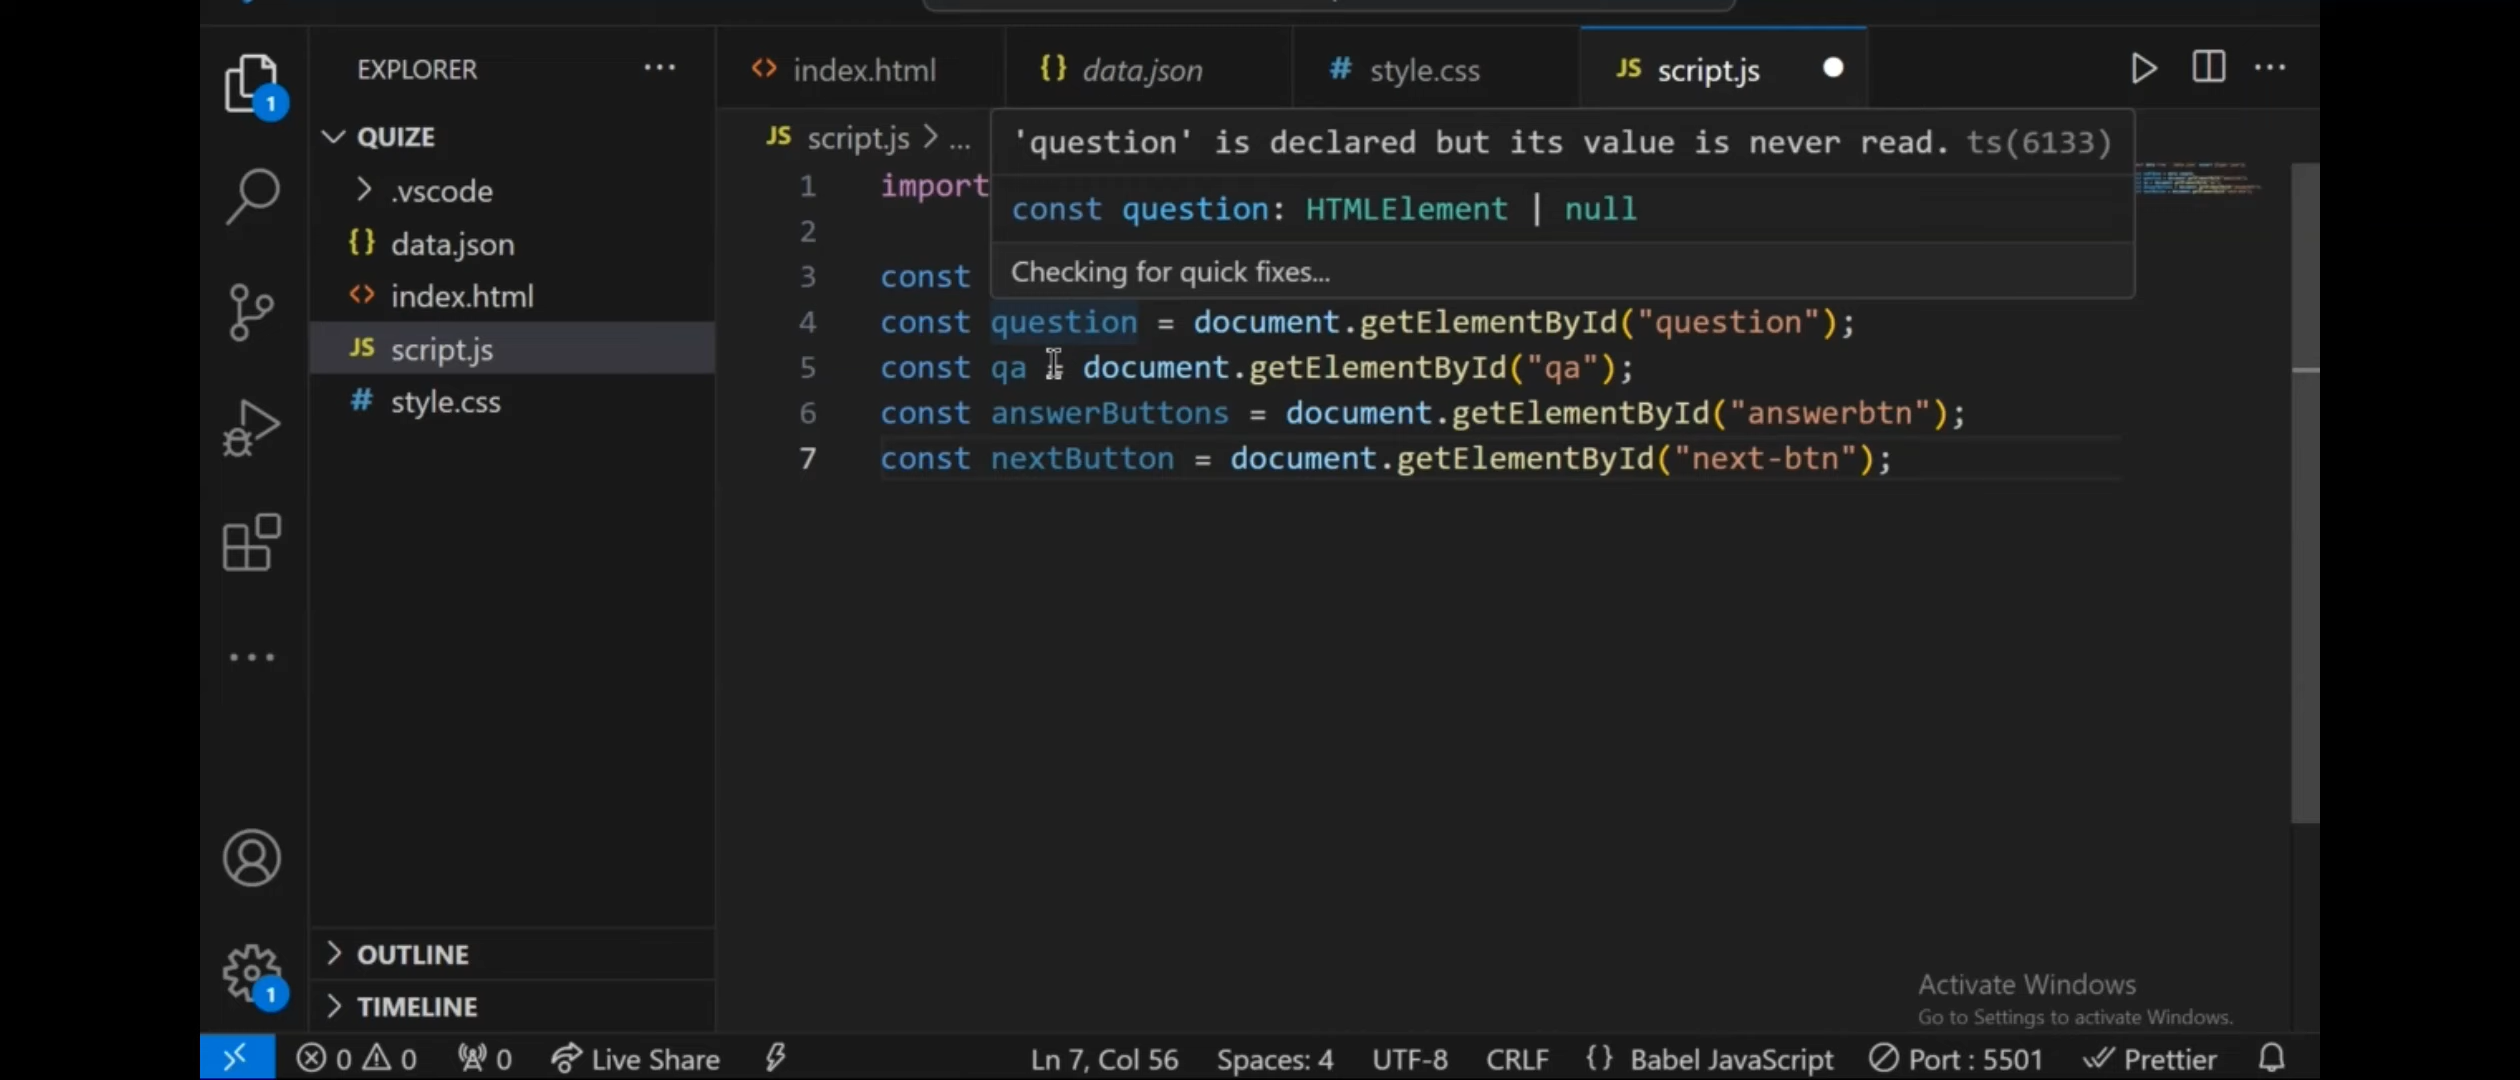 EXPLORER
index.html
data.json
style.css
JS script.js
1
QUIZE
.vscode
data.json
index.html
JS script.js
style.css
JS script.js > ...
'question' is declared but its value is never read. ts(6133)
const question: HTMLElement | null
Checking for quick fixes...
1 import
2
3 const
4 const question = document.getElementById("question");
5 const qa = document.getElementById("qa");
6 const answerButtons = document.getElementById("answerbtn");
7 const nextButton = document.getElementById("next-btn");
OUTLINE
1
TIMELINE
Activate Windows
Go to Settings to activate Windows.
0 0 0 Live Share Ln 7, Col 56 Spaces: 4 UTF-8 CRLF {} Babel JavaScript Port : 5501 Prettier